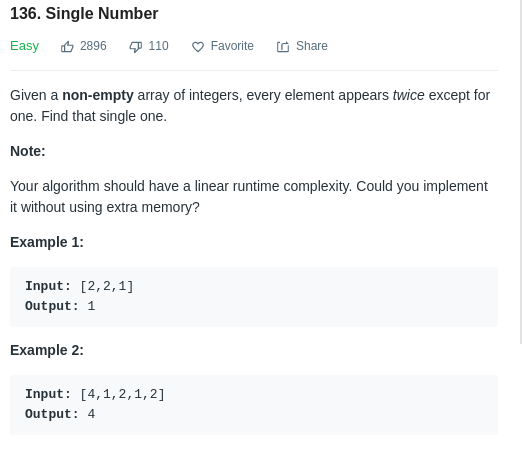 136. Single Number
Easy 2896 110 Favorite Share
Given a non-empty array of integers, every element appears twice except for
one. Find that single one.
Note:
Your algorithm should have a linear runtime complexity. Could you implement
it without using extra memory?
Example 1:
Input: [2,2,1]
Output: 1
Example 2:
Input: [4,1,2,1,2]
Output: 4